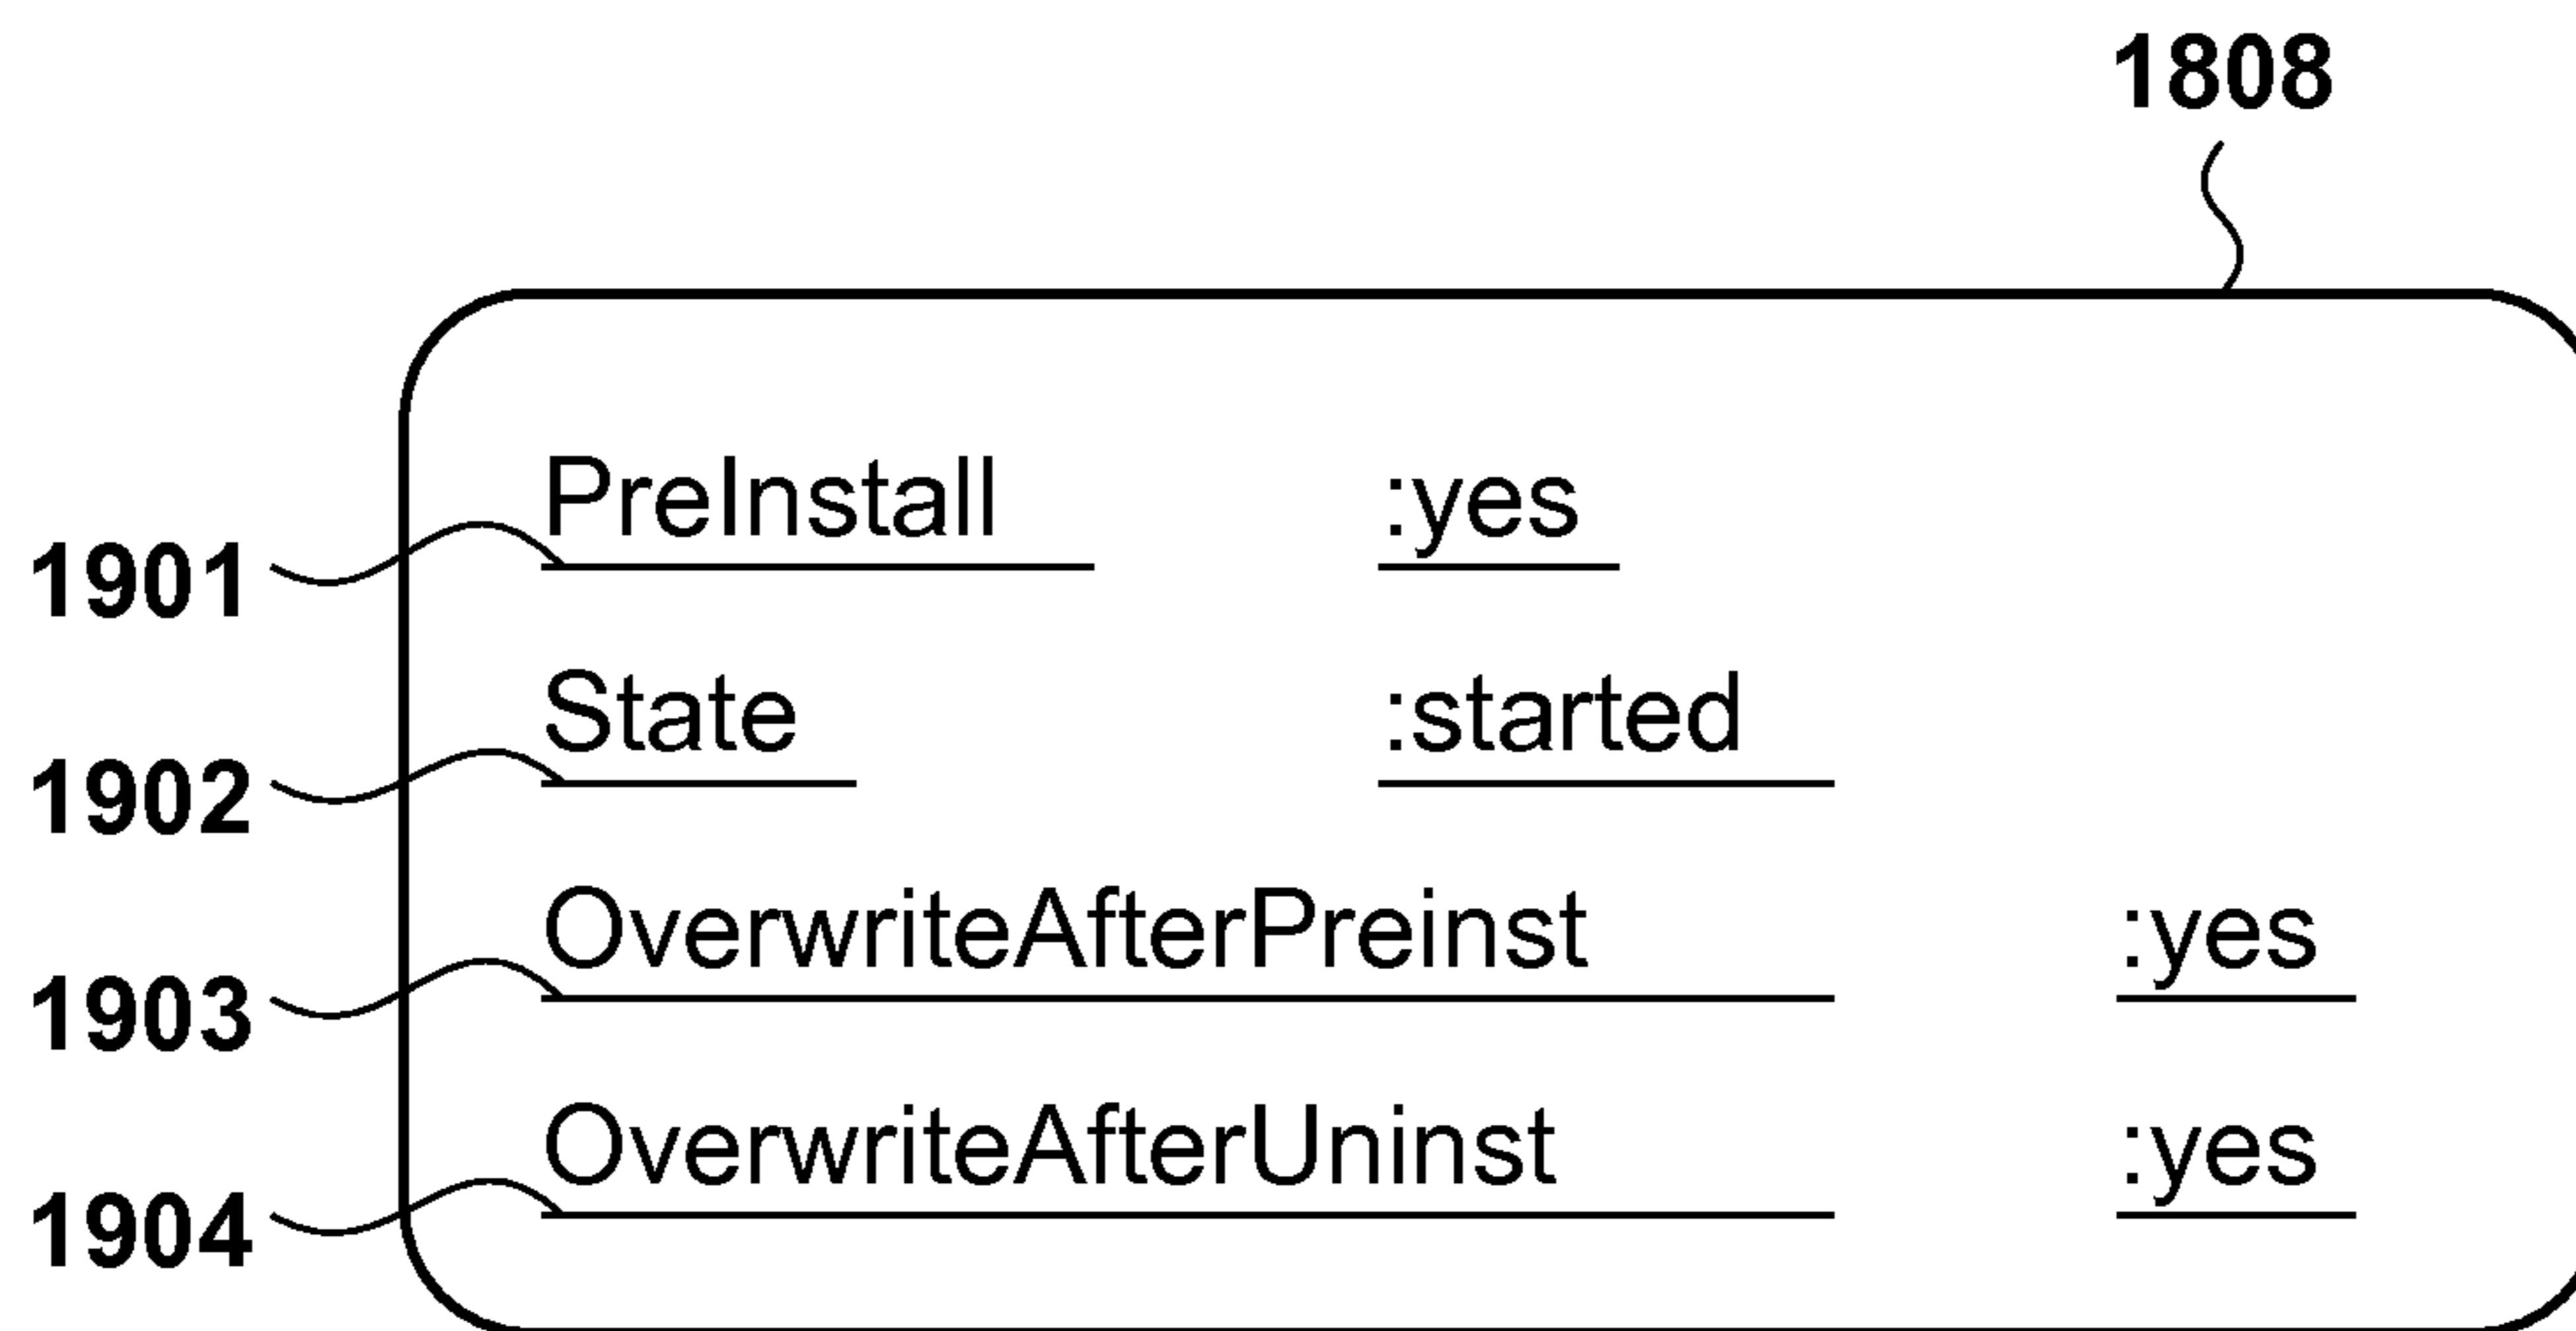 1808
1901 PreInstall :yes
1902 State :started
1903 OverwriteAfterPreinst :yes
1904 OverwriteAfterUninst :yes